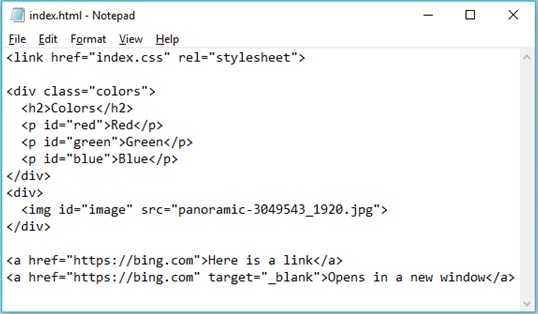 index.html - Notepad
File Edit Format View Help
<link href="index.css" rel="stylesheet">
<div class="colors">
  <h2>Colors</h2>
  <p id="red">Red</p>
  <p id="green">Green</p>
  <p id="blue">Blue</p>
</div>
<div>
  <img id="image" src="panoramic-3049543_1920.jpg">
</div>
<a href="https://bing.com">Here is a link</a>
<a href="https://bing.com" target="_blank">Opens in a new window</a>